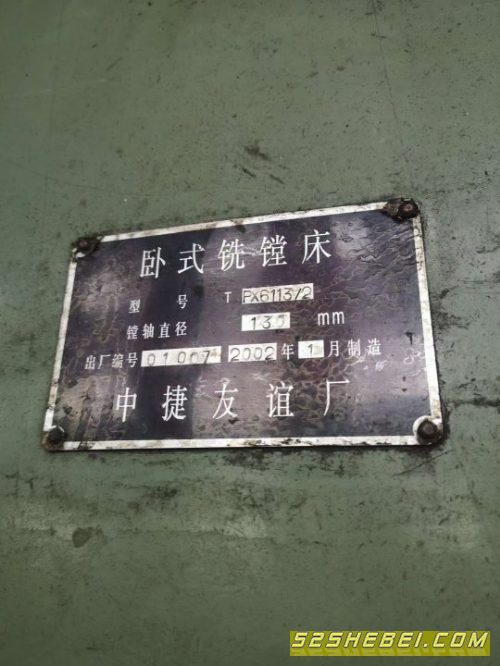 卧式铣镗床
型号 T PX6113/2
镗轴直径 130 mm
出厂编号 01007 2002年1月制造
中捷友谊厂
52SHEBEI.COM